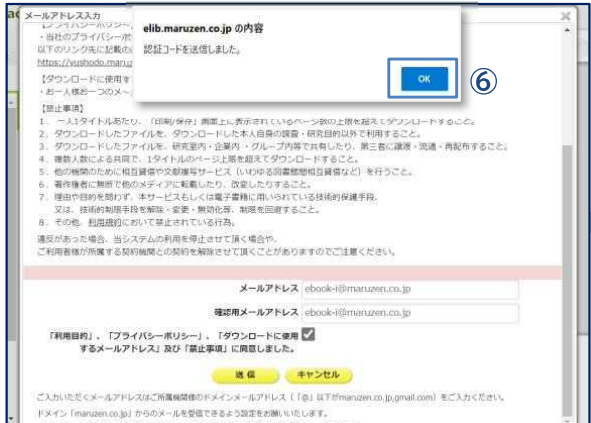 メールアドレス入力
elib.maruzen.co.jp の内容
認証コードを送信しました。
OK
⑥
・当社のプライバシーポ
以下のリンク先に記載の
https://yushodo.maru
【ダウンロードに使用す
・お一人様お一つのメー
【禁止事項】
1. 一人1タイトルあたり、「印刷/保存」画面上に表示されているページ数の上限を超えてダウンロードすること。
2. ダウンロードしたファイルを、ダウンロードした本人自身の調査・研究目的以外で利用すること。
3. ダウンロードしたファイルを、研究室内・企業内・グループ内等で共有したり、第三者に譲渡・流通・再配布すること。
4. 複数人数による共同で、1タイトルのページ上限を超えてダウンロードすること。
5. 他の機関のために相互貸借や文献複写サービス（いわゆる図書館間相互貸借など）を行うこと。
6. 著作権者に無断で他のメディアに転載したり、改変したりすること。
7. 理由や目的を問わず、本サービスもしくは電子書籍に用いられている技術的保護手段、
又は、技術的制限手段を解除・変更・無効化等、制限を回避すること。
8. その他、利用規約において禁止されている行為。
違反があった場合、当システムの利用を停止させて頂く場合や、
ご利用者様が所属する契約機関との契約を解除させて頂くことがありますのでご注意ください。
メールアドレス ebook-i@maruzen.co.jp
確認用メールアドレス ebook-i@maruzen.co.jp
「利用目的」、「プライバシーポリシー」、「ダウンロードに使用
するメールアドレス」及び「禁止事項」に同意しました。
送信 キャンセル
ご入力いただくメールアドレスはご所属機関様のドメインメールアドレス（「@」以下がmaruzen.co.jp,gmail.com）をご入力ください。
ドメイン「maruzen.co.jp」からのメールを受信できるよう設定をお願いいたします。